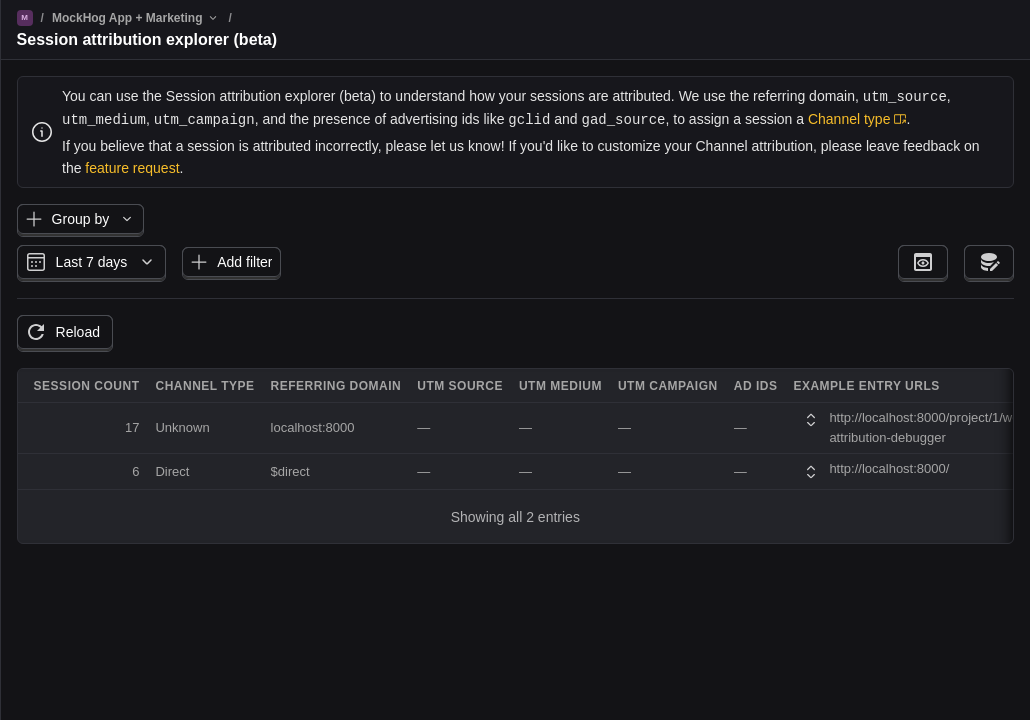 M / MockHog App + Marketing /
Session attribution explorer (beta)
You can use the Session attribution explorer (beta) to understand how your sessions are attributed. We use the referring domain, utm_source,
utm_medium, utm_campaign, and the presence of advertising ids like gclid and gad_source, to assign a session a Channel type.
If you believe that a session is attributed incorrectly, please let us know! If you'd like to customize your Channel attribution, please leave feedback on
the feature request.
Group by
Last 7 days Add filter
Reload
SESSION COUNT CHANNEL TYPE REFERRING DOMAIN UTM SOURCE UTM MEDIUM UTM CAMPAIGN AD IDS EXAMPLE ENTRY URLS
17 Unknown localhost:8000 — — — — http://localhost:8000/project/1/w
attribution-debugger
6 Direct $direct — — — — http://localhost:8000/
Showing all 2 entries